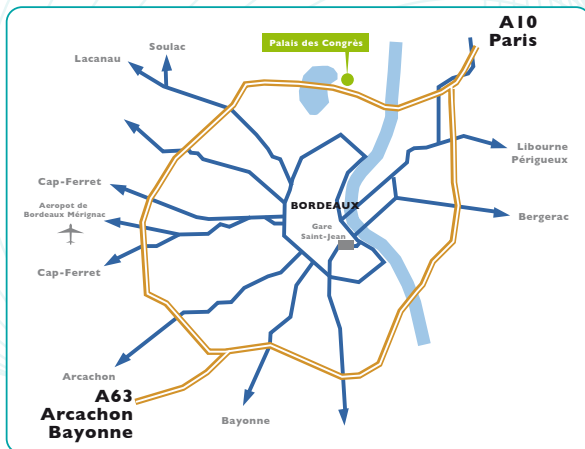 A10
Paris
Soulac
Palais des Congrès
Lacanau
Libourne
Périgueux
Cap-Ferret
BORDEAUX
Aeropot de
Bordeaux Mérignac
Bergerac
Gare
Saint-Jean
Cap-Ferret
Arcachon
A63
Arcachon
Bayonne
Bayonne